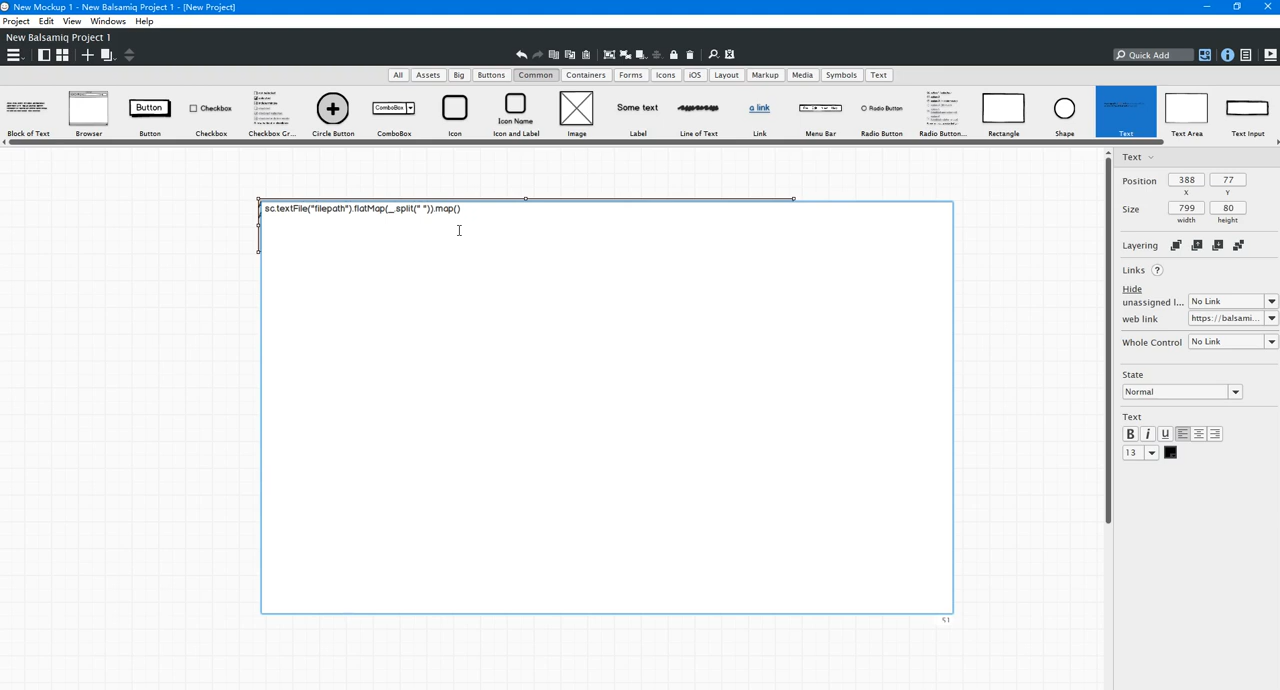 New Mockup 1 - New Balsamiq Project 1 - [New Project]
Project Edit View Windows Help
New Balsamiq Project 1
Quick Add
All Assets Big Buttons Common Containers Forms Icons iOS Layout Markup Media Symbols Text
Button
Checkbox
ComboBox
Icon Name
Some text
a link
Radio Button
Block of Text Browser Button Checkbox Checkbox Gr... Circle Button ComboBox Icon Icon and Label Image Label Line of Text Link Menu Bar Radio Button Radio Button... Rectangle Shape Text Text Area Text Input
sc.textFile("filepath").flatMap(_.split(" ")).map()
51
Text
Position 388 77
X Y
Size 799 80
width height
Layering
Links ?
Hide
unassigned l... No Link
web link https://balsami...
Whole Control No Link
State
Normal
Text
B i U
13